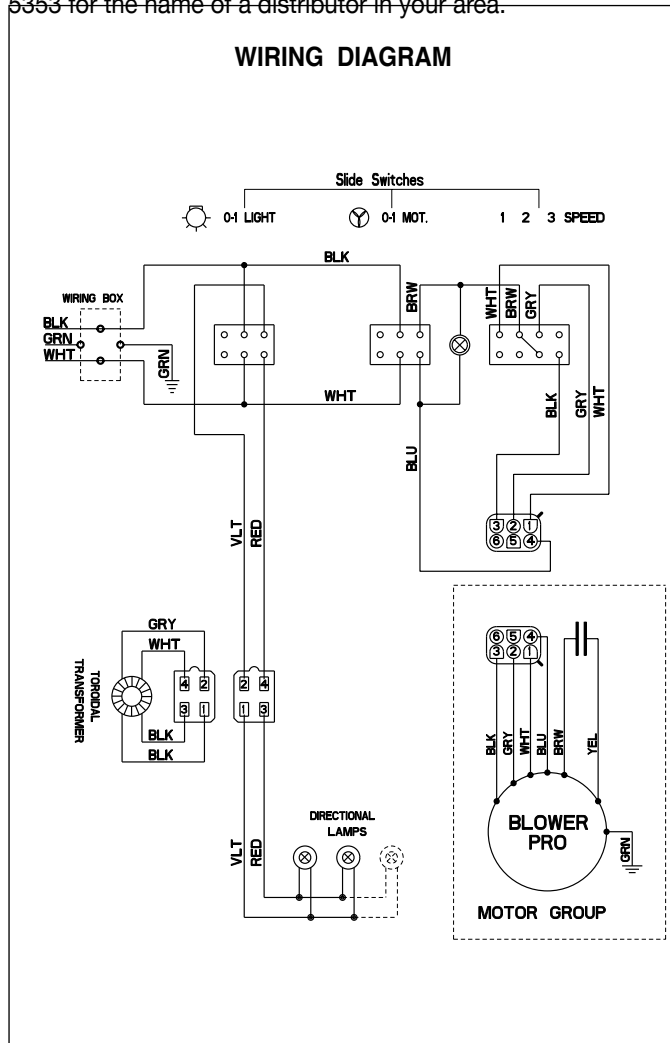 5353 for the name of a distributor in your area.
WIRING DIAGRAM
Slide Switches
0-1 LIGHT
0-1 MOT.
1 2 3 SPEED
BLK
WIRING BOX
BLK
GRN
WHT
GRN
BRW
WHT
BRW
GRY
WHT
BLK
GRY
WHT
BLU
VLT
RED
3 2 1
6 5 4
GRY
WHT
TOROIDAL
TRANSFORMER
4 2
3 1
BLK
BLK
2 4
1 3
6 5 4
3 2 1
BLK
GRY
WHT
BLU
BRW
YEL
DIRECTIONAL
LAMPS
VLT
RED
BLOWER
PRO
GRN
MOTOR GROUP